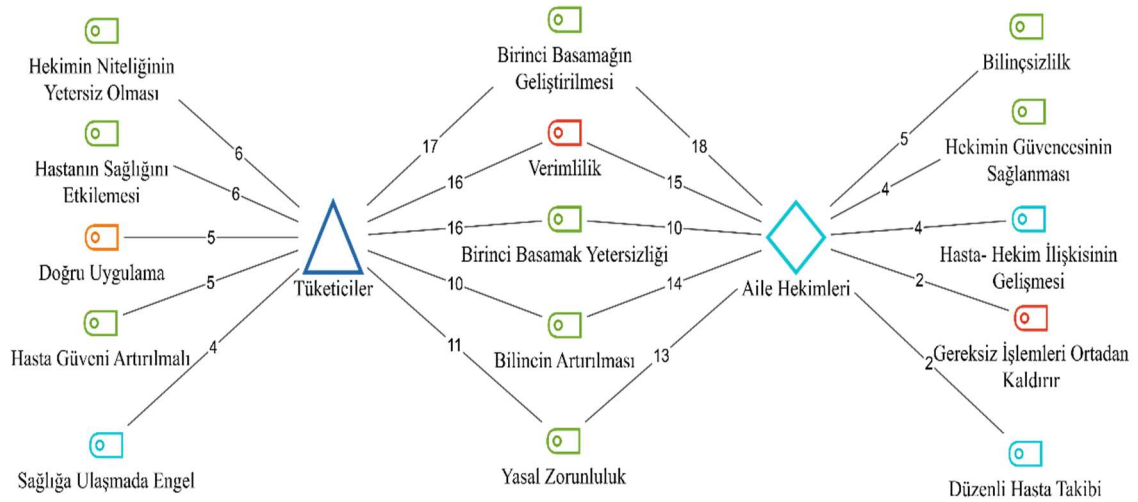 Hekimin Niteliğinin
Yetersiz Olması
Hastanın Sağlığını
Etkilemesi
Doğru Uygulama
Hasta Güveni Artırılmalı
Sağlığa Ulaşmada Engel
6
6
5
5
4
Tüketiciler
17
16
16
10
11
Birinci Basamağın
Geliştirilmesi
Verimlilik
Birinci Basamak Yetersizliği
Bilincin Artırılması
Yasal Zorunluluk
18
15
10
14
13
Aile Hekimleri
5
4
4
2
2
Bilinçsizlilk
Hekimin Güvencesinin
Sağlanması
Hasta- Hekim İlişkisinin
Gelişmesi
Gereksiz İşlemleri Ortadan
Kaldırır
Düzenli Hasta Takibi